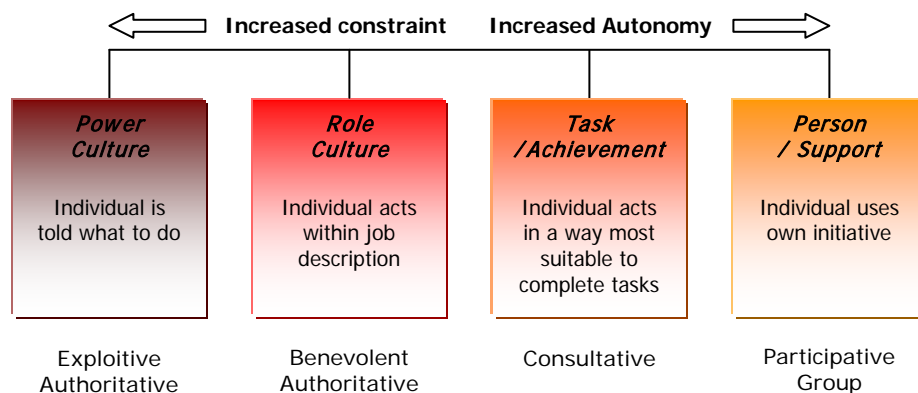 Increased constraint
Increased Autonomy
Power
Culture
Individual is
told what to do
Exploitive
Authoritative
Role
Culture
Individual acts
within job
description
Benevolent
Authoritative
Task
/Achievement
Individual acts
in a way most
suitable to
complete tasks
Consultative
Person
/ Support
Individual uses
own initiative
Participative
Group